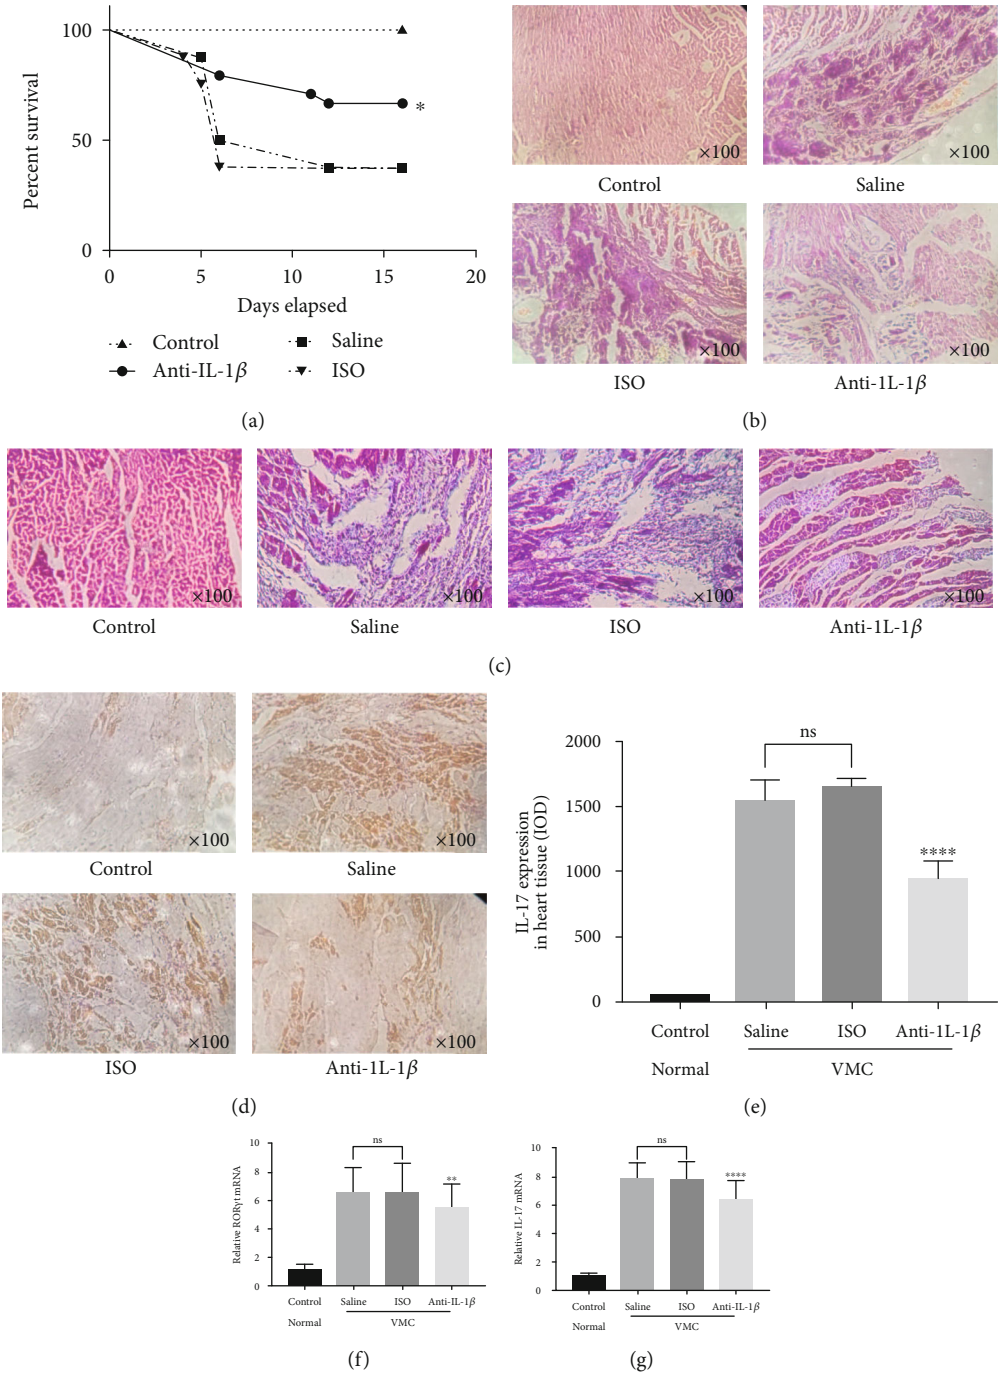 100
50
0
Percent survival
0 5 10 15 20
Days elapsed
*
Control Saline
Anti-IL-1β ISO
(a)
×100 ×100
Control Saline
×100 ×100
ISO Anti-1L-1β
(b)
×100 ×100 ×100 ×100
Control Saline ISO Anti-1L-1β
(c)
×100 ×100
Control Saline
×100 ×100
ISO Anti-1L-1β
(d)
2000
1500
1000
500
0
IL-17 expression
in heart tissue (IOD)
ns
****
Control Saline ISO Anti-1L-1β
Normal VMC
(e)
10
8
6
4
2
0
Relative RORγt mRNA
ns
**
Control Saline ISO Anti-IL-1β
Normal VMC
(f)
10
8
6
4
2
0
Relative IL-17 mRNA
ns
****
Control Saline ISO Anti-IL-1β
Normal VMC
(g)